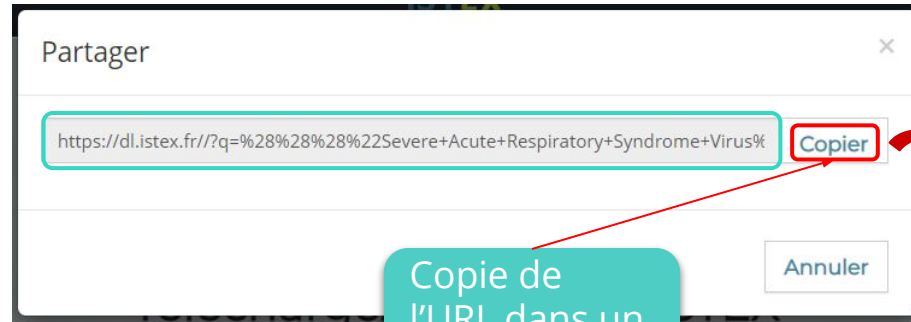 ISTEX
Partager
×
https://dl.istex.fr//?q=%28%28%28%22Severe+Acute+Respiratory+Syndrome+Virus%
Copier
Annuler
Copie de
l'URL dans un